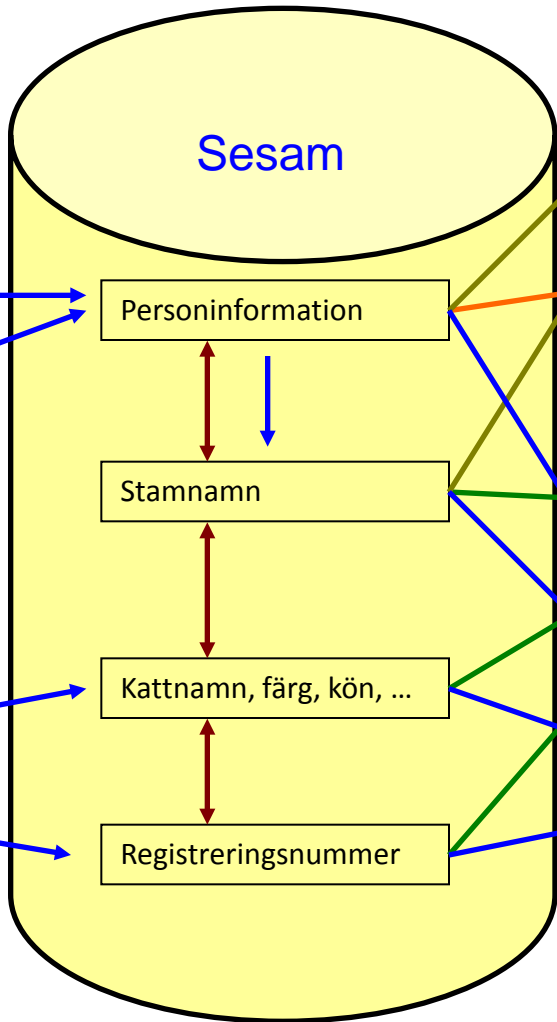 Sesam
Personinformation
Stamnamn
Kattnamn, färg, kön, ...
Registreringsnummer